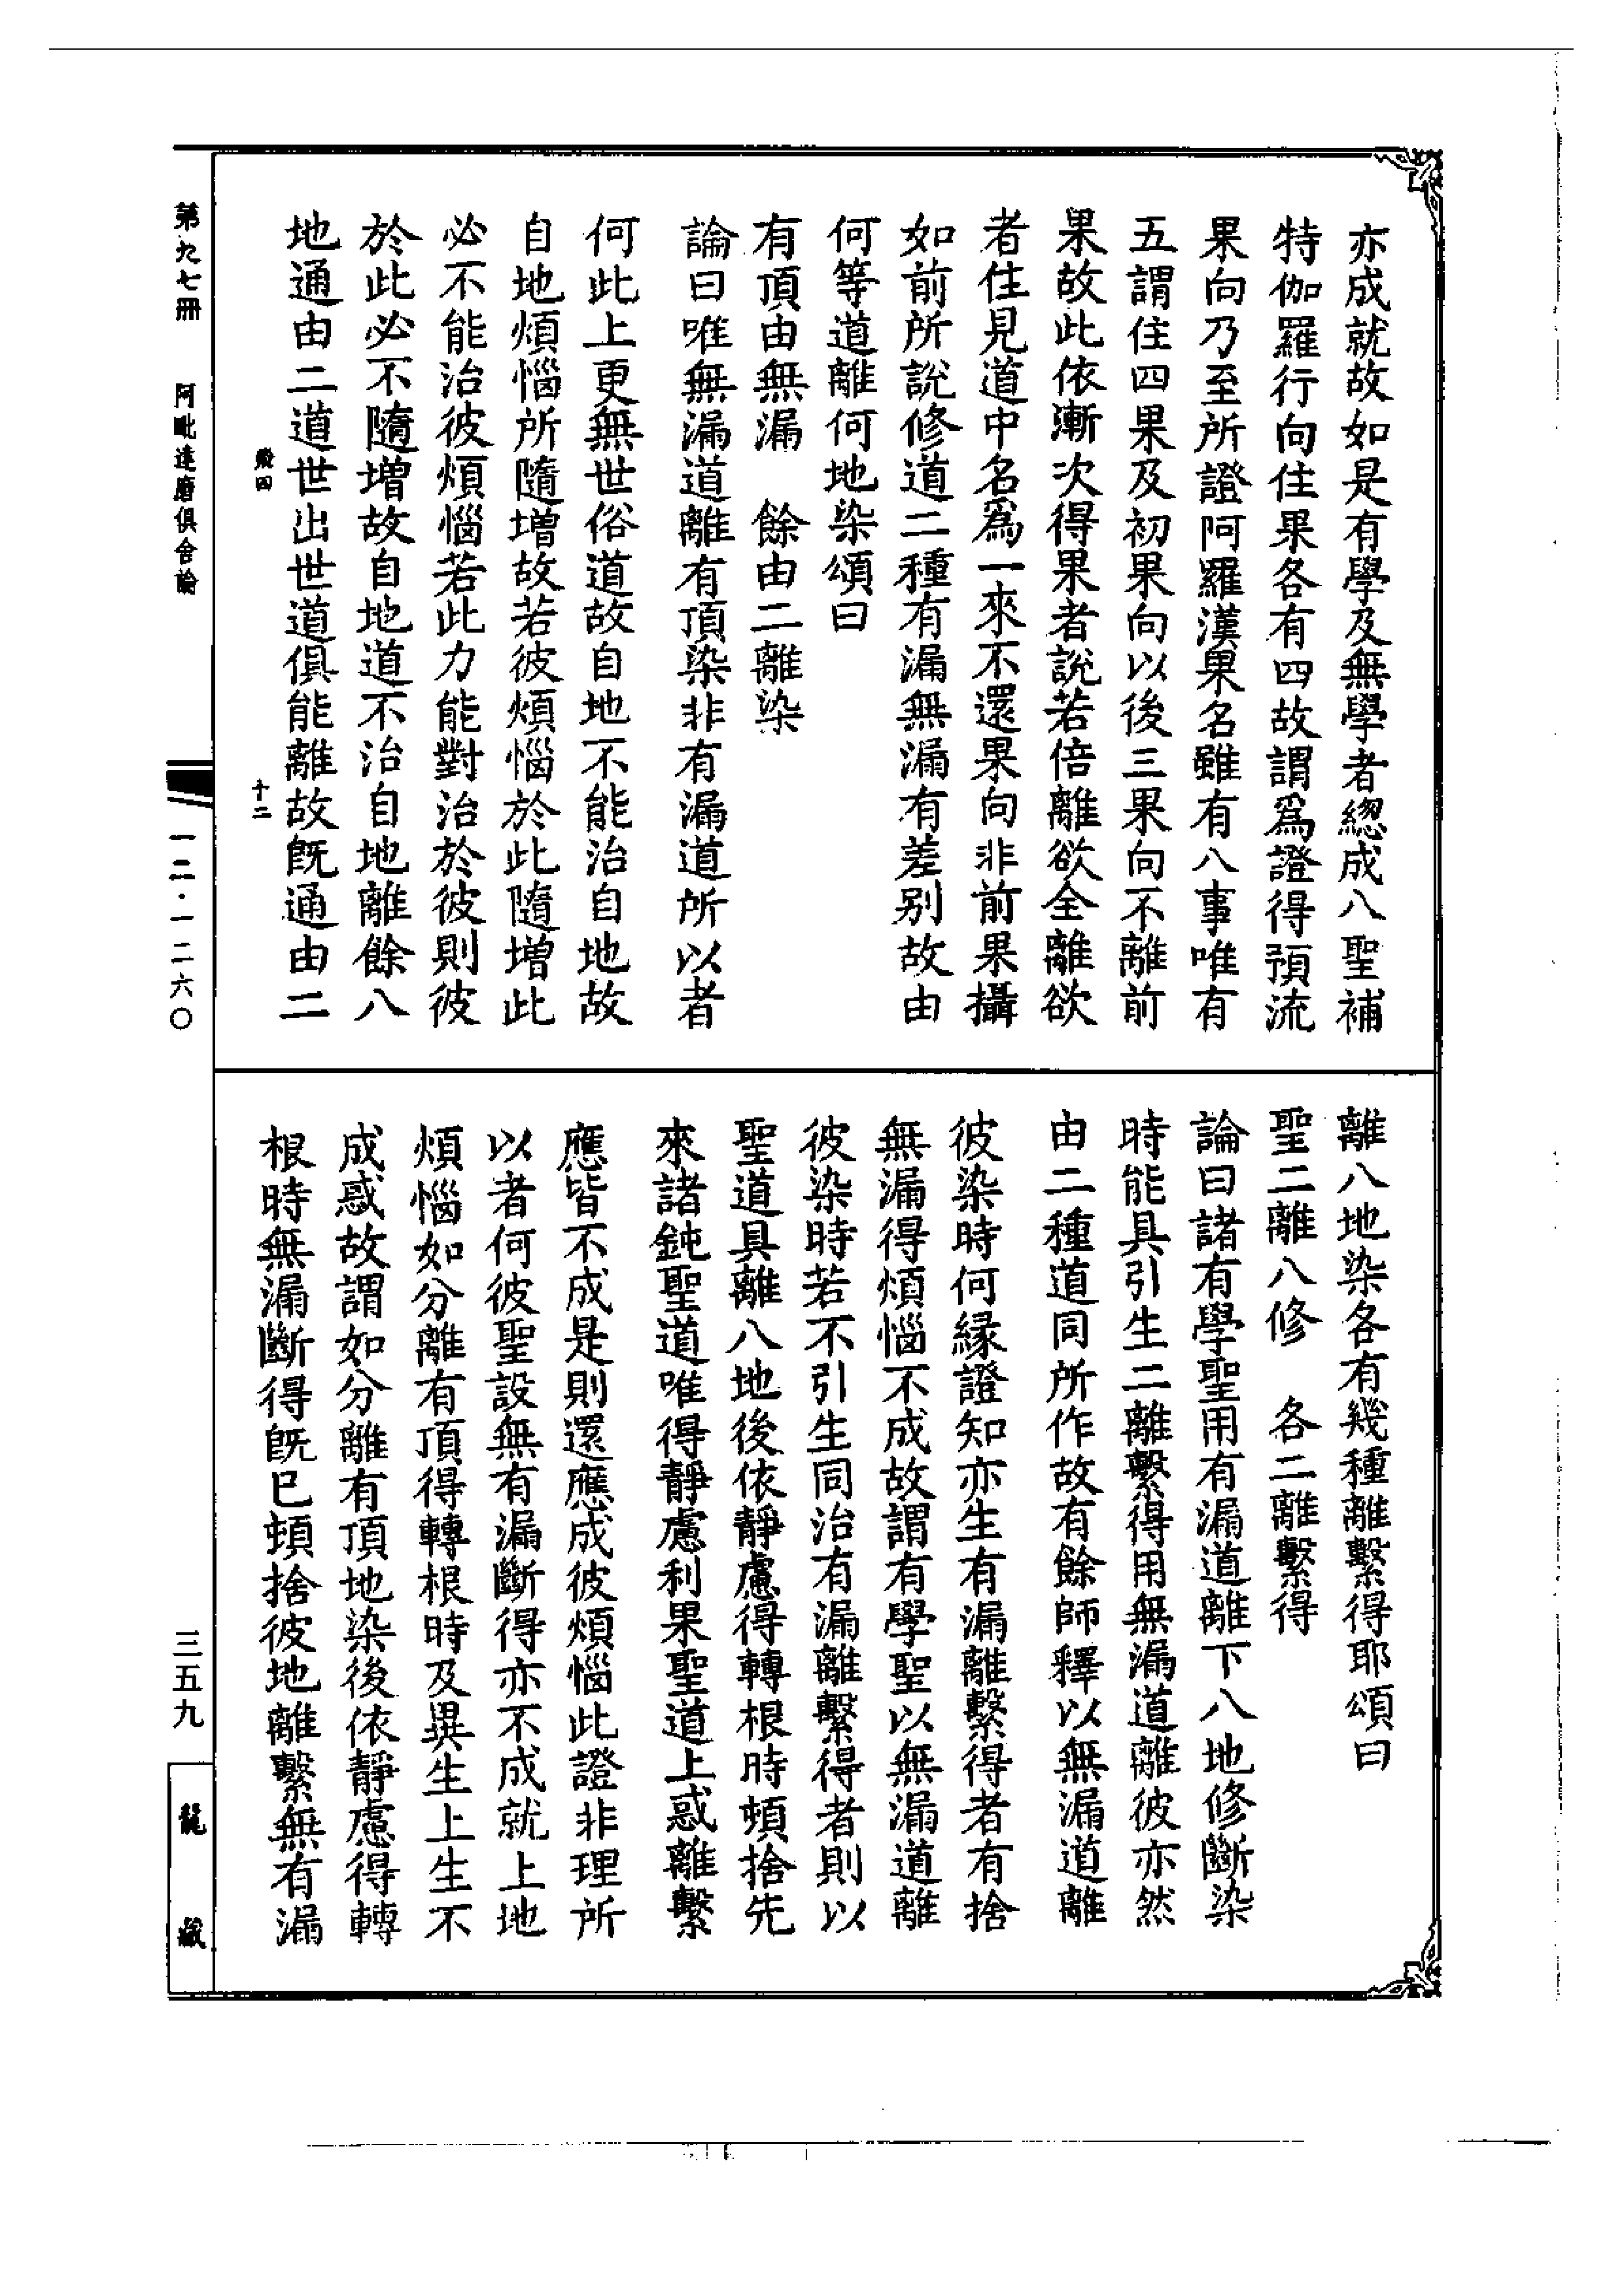 亦成就故如是有學及無學者總成八聖補
特伽羅行向住果各有四故謂爲證得預流
果向乃至所證阿羅漢果名雖有八事唯有
五謂住四果及初果向以後三果向不離前
果故此依漸次得果者說若倍離欲全離欲
者住見道中名爲一來不還果向非前果攝
如前所說修道二種有漏無漏有差別故由
何等道離何地染頌曰
有頂由無漏　餘由二離染
論曰唯無漏道離有頂染非有漏道所以者
何此上更無世俗道故自地不能治自地故
自地煩惱所隨增故若彼煩惱於此隨增此
必不能治彼煩惱若此力能對治於彼則彼
於此必不隨增故自地道不治自地離餘八
地通由二道世出世道俱能離故既通由二
離八地染各有幾種離繫得耶頌曰
聖二離八修　各二離繫得
論曰諸有學聖用有漏道離下八地修斷染
時能具引生二離繫得用無漏道離彼亦然
由二種道同所作故有餘師釋以無漏道離
彼染時何緣證知亦生有漏離繫得者有捨
無漏得煩惱不成故謂有學聖以無漏道離
彼染時若不引生同治有漏離繫得者則以
聖道具離八地後依靜慮得轉根時頓捨先
來諸鈍聖道唯得靜慮利果聖道上惑離繫
應皆不成是則還應成彼煩惱此證非理所
以者何彼聖設無有漏斷得亦不成就上地
煩惱如分離有頂得轉根時及異生上生不
成惑故謂如分離有頂地染後依靜慮得轉
根時無漏斷得既已頓捨彼地離繫無有漏
第九七冊　阿毗達磨俱舍論
一二·一二六〇
三五九
龍藏
殿四
十二